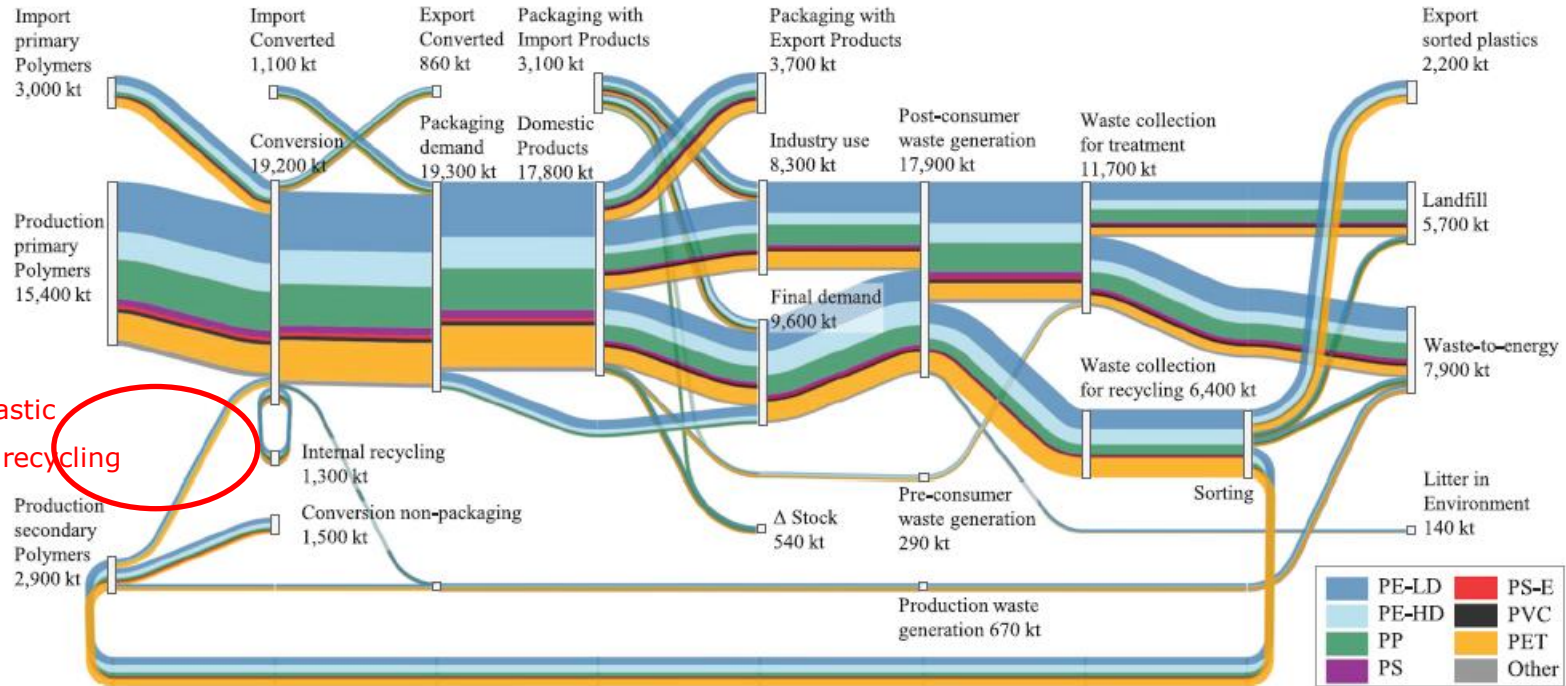 Import
primary
Polymers
3,000 kt
Import
Converted
1,100 kt
Export
Converted
860 kt
Packaging with
Import Products
3,100 kt
Packaging with
Export Products
3,700 kt
Export
sorted plastics
2,200 kt
Conversion
19,200 kt
Packaging
demand
19,300 kt
Domestic
Products
17,800 kt
Industry use
8,300 kt
Post-consumer
waste generation
17,900 kt
Waste collection
for treatment
11,700 kt
Landfill
5,700 kt
Production
primary
Polymers
15,400 kt
Final demand
9,600 kt
Waste-to-energy
7,900 kt
Waste collection
for recycling 6,400 kt
recycling
Internal recycling
1,300 kt
Sorting
Production
secondary
Polymers
2,900 kt
Conversion non-packaging
1,500 kt
Δ Stock
540 kt
Pre-consumer
waste generation
290 kt
Litter in
Environment
140 kt
Production waste
generation 670 kt
PE-LD
PE-HD
PP
PS
PS-E
PVC
PET
Other